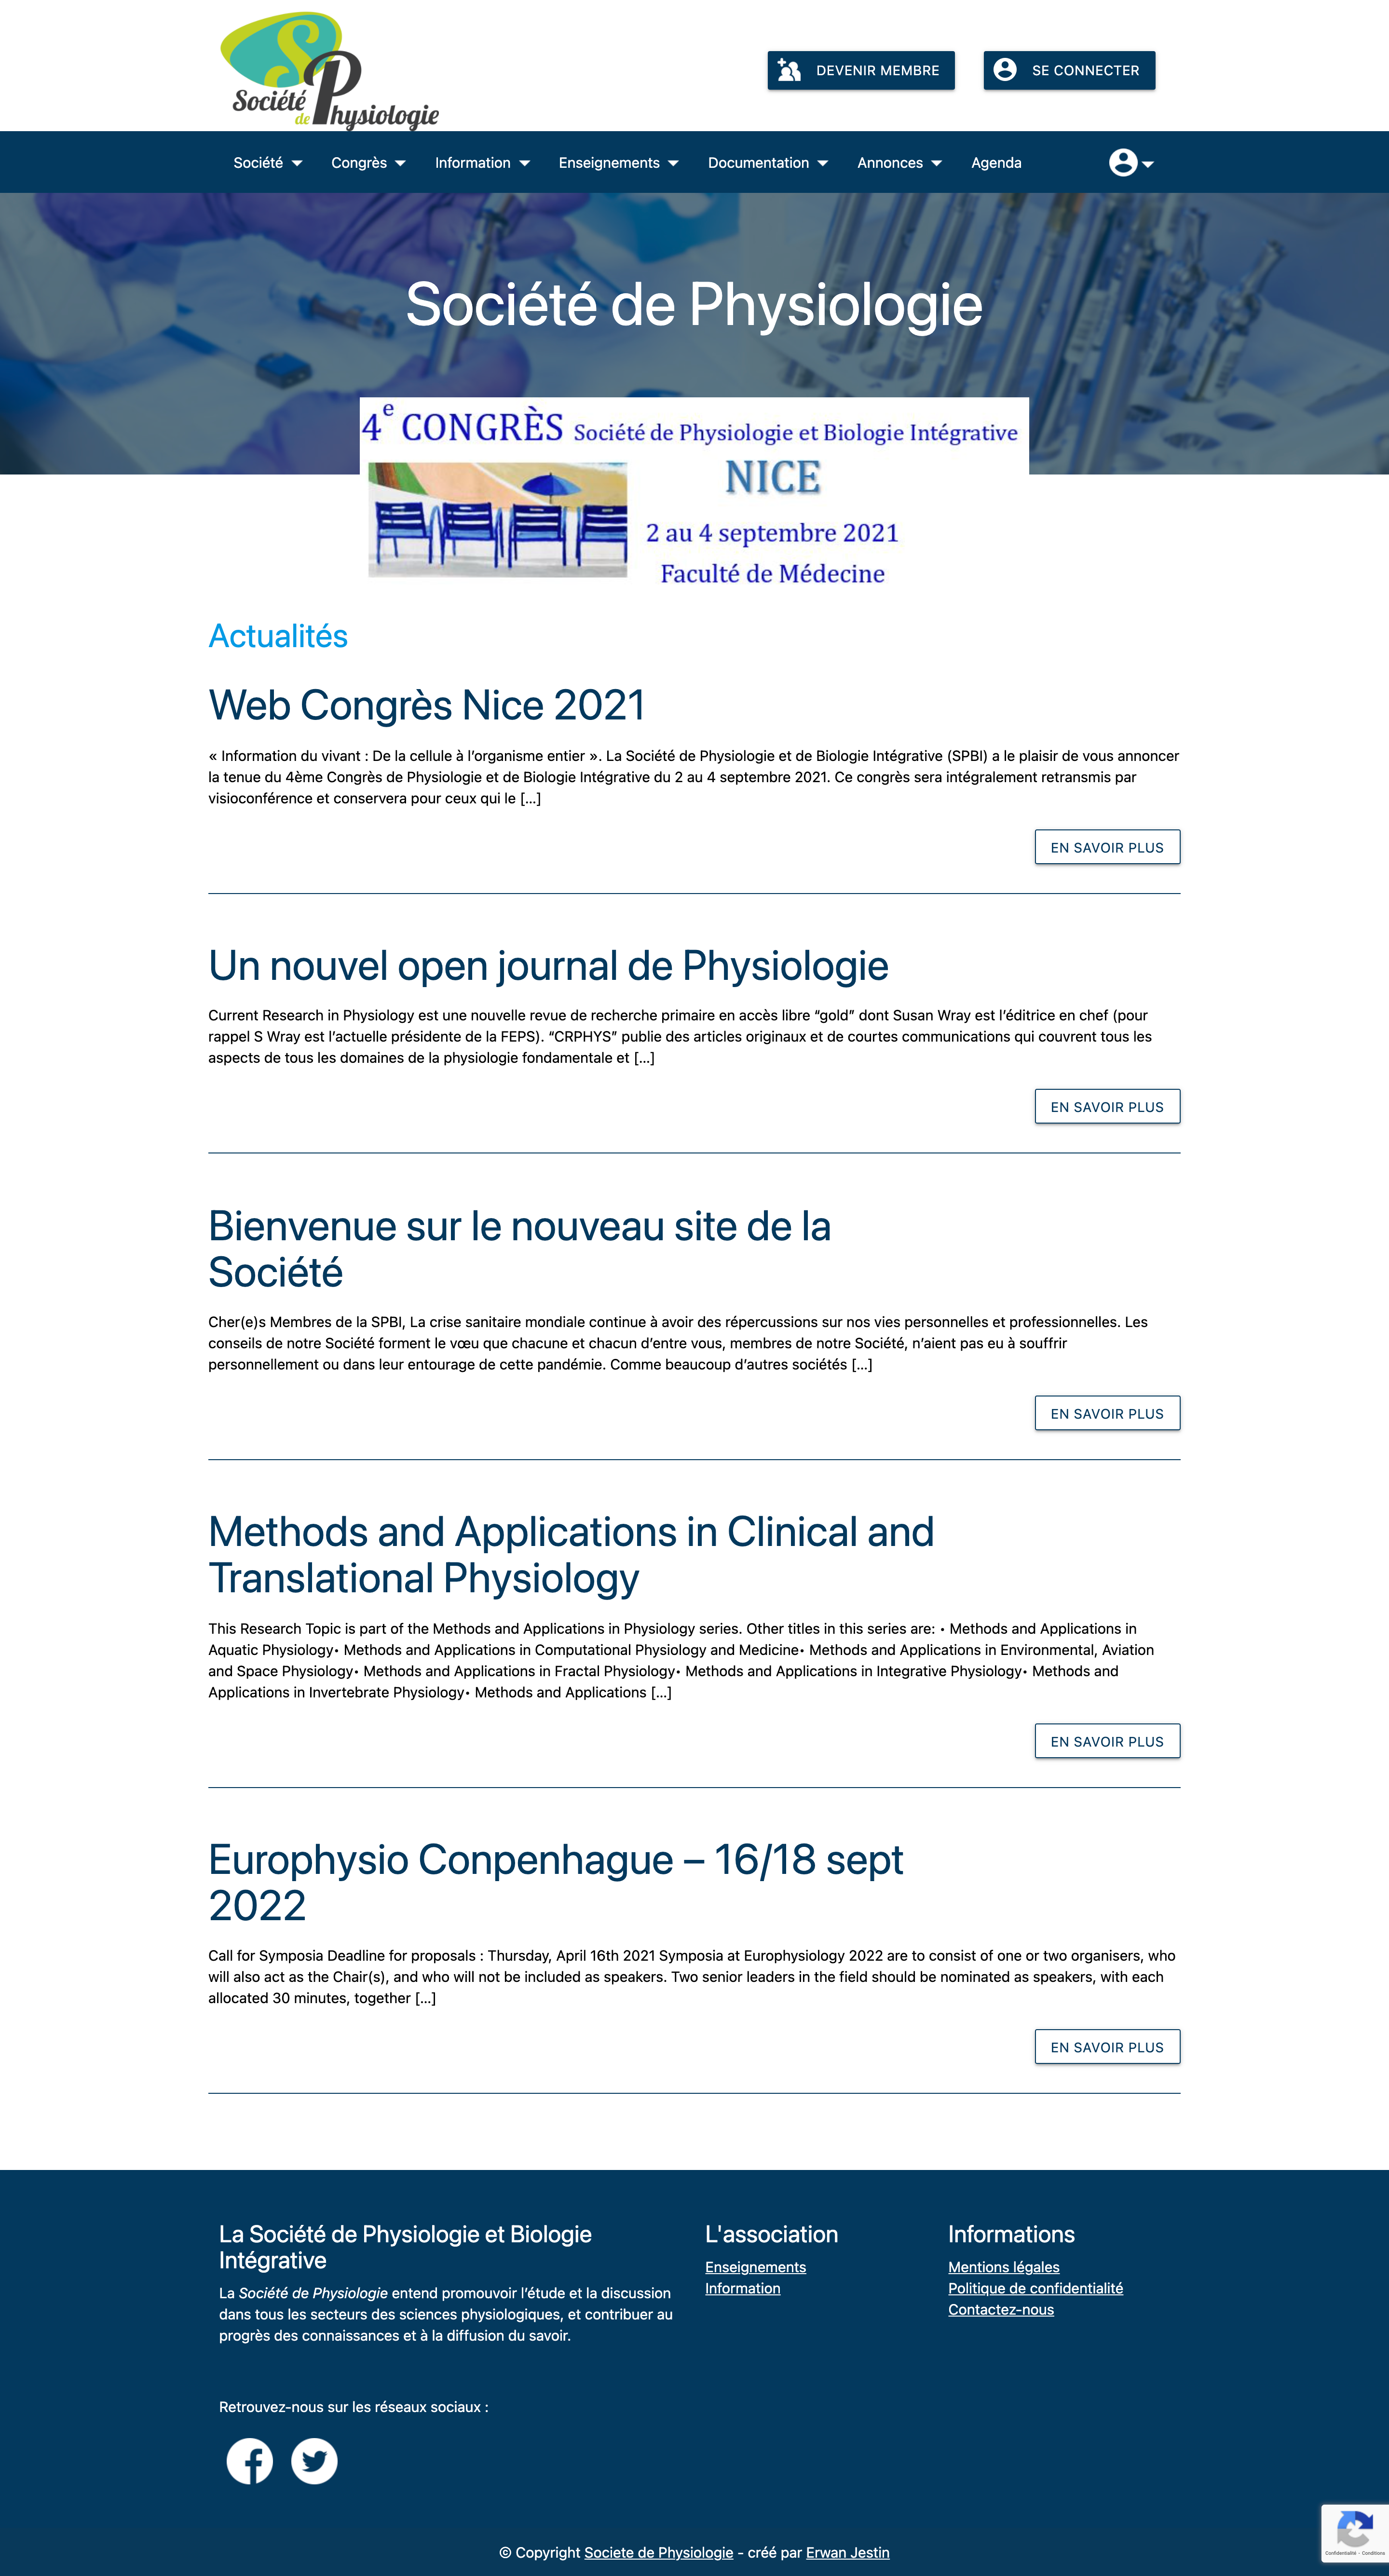 Société
de Physiologie
DEVENIR MEMBRE
SE CONNECTER
Société
Congrès
Information
Enseignements
Documentation
Annonces
Agenda
Société de Physiologie
4e CONGRÈS Société de Physiologie et Biologie Intégrative
NICE
2 au 4 septembre 2021
Faculté de Médecine
Actualités
Web Congrès Nice 2021
« Information du vivant : De la cellule à l’organisme entier ». La Société de Physiologie et de Biologie Intégrative (SPBI) a le plaisir de vous annoncer
la tenue du 4ème Congrès de Physiologie et de Biologie Intégrative du 2 au 4 septembre 2021. Ce congrès sera intégralement retransmis par
visioconférence et conservera pour ceux qui le [...]
EN SAVOIR PLUS
Un nouvel open journal de Physiologie
Current Research in Physiology est une nouvelle revue de recherche primaire en accès libre “gold” dont Susan Wray est l’éditrice en chef (pour
rappel S Wray est l’actuelle présidente de la FEPS). “CRPHYS” publie des articles originaux et de courtes communications qui couvrent tous les
aspects de tous les domaines de la physiologie fondamentale et [...]
EN SAVOIR PLUS
Bienvenue sur le nouveau site de la
Société
Cher(e)s Membres de la SPBI, La crise sanitaire mondiale continue à avoir des répercussions sur nos vies personnelles et professionnelles. Les
conseils de notre Société forment le vœu que chacune et chacun d’entre vous, membres de notre Société, n’aient pas eu à souffrir
personnellement ou dans leur entourage de cette pandémie. Comme beaucoup d’autres sociétés [...]
EN SAVOIR PLUS
Methods and Applications in Clinical and
Translational Physiology
This Research Topic is part of the Methods and Applications in Physiology series. Other titles in this series are: • Methods and Applications in
Aquatic Physiology• Methods and Applications in Computational Physiology and Medicine• Methods and Applications in Environmental, Aviation
and Space Physiology• Methods and Applications in Fractal Physiology• Methods and Applications in Integrative Physiology• Methods and
Applications in Invertebrate Physiology• Methods and Applications [...]
EN SAVOIR PLUS
Europhysio Conpenhague – 16/18 sept
2022
Call for Symposia Deadline for proposals : Thursday, April 16th 2021 Symposia at Europhysiology 2022 are to consist of one or two organisers, who
will also act as the Chair(s), and who will not be included as speakers. Two senior leaders in the field should be nominated as speakers, with each
allocated 30 minutes, together [...]
EN SAVOIR PLUS
La Société de Physiologie et Biologie
Intégrative
La Société de Physiologie entend promouvoir l’étude et la discussion
dans tous les secteurs des sciences physiologiques, et contribuer au
progrès des connaissances et à la diffusion du savoir.
Retrouvez-nous sur les réseaux sociaux :
L'association
Enseignements
Information
Informations
Mentions légales
Politique de confidentialité
Contactez-nous
Confidentialité - Conditions
© Copyright Societe de Physiologie - créé par Erwan Jestin